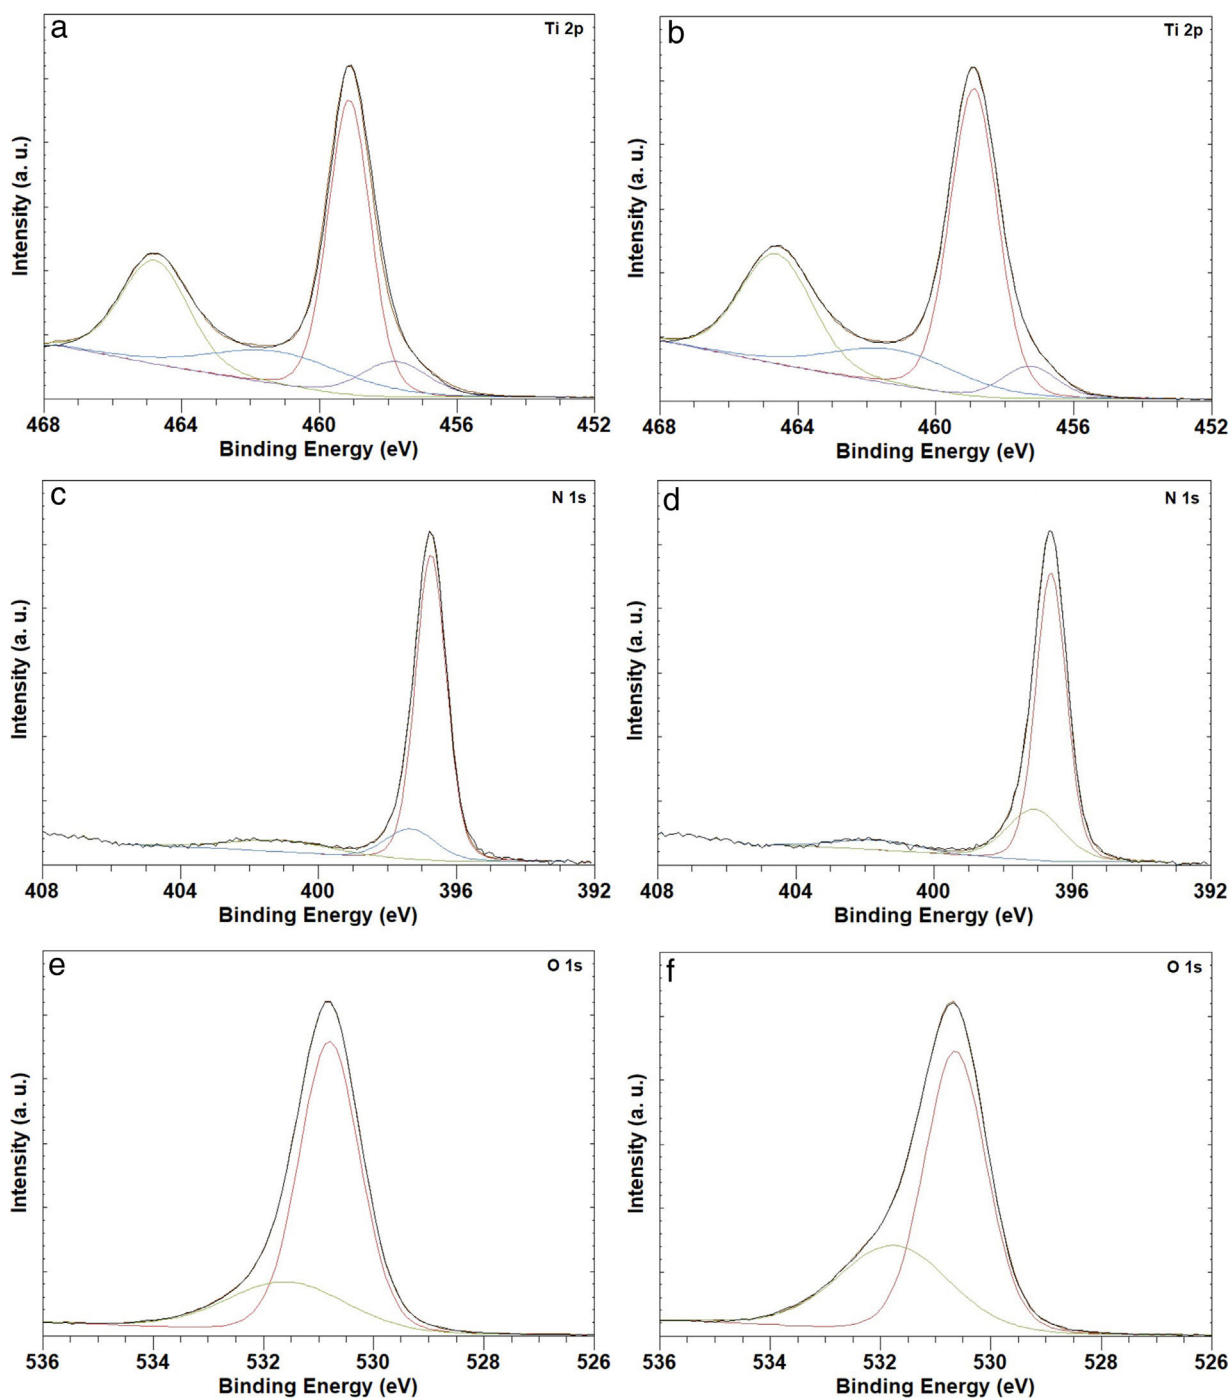 a
Ti 2p
Intensity (a. u.)
468 464 460 456 452
Binding Energy (eV)
b
Ti 2p
Intensity (a. u.)
468 464 460 456 452
Binding Energy (eV)
c
N 1s
Intensity (a. u.)
408 404 400 396 392
Binding Energy (eV)
d
N 1s
Intensity (a. u.)
408 404 400 396 392
Binding Energy (eV)
e
O 1s
Intensity (a. u.)
536 534 532 530 528 526
Binding Energy (eV)
f
O 1s
Intensity (a. u.)
536 534 532 530 528 526
Binding Energy (eV)